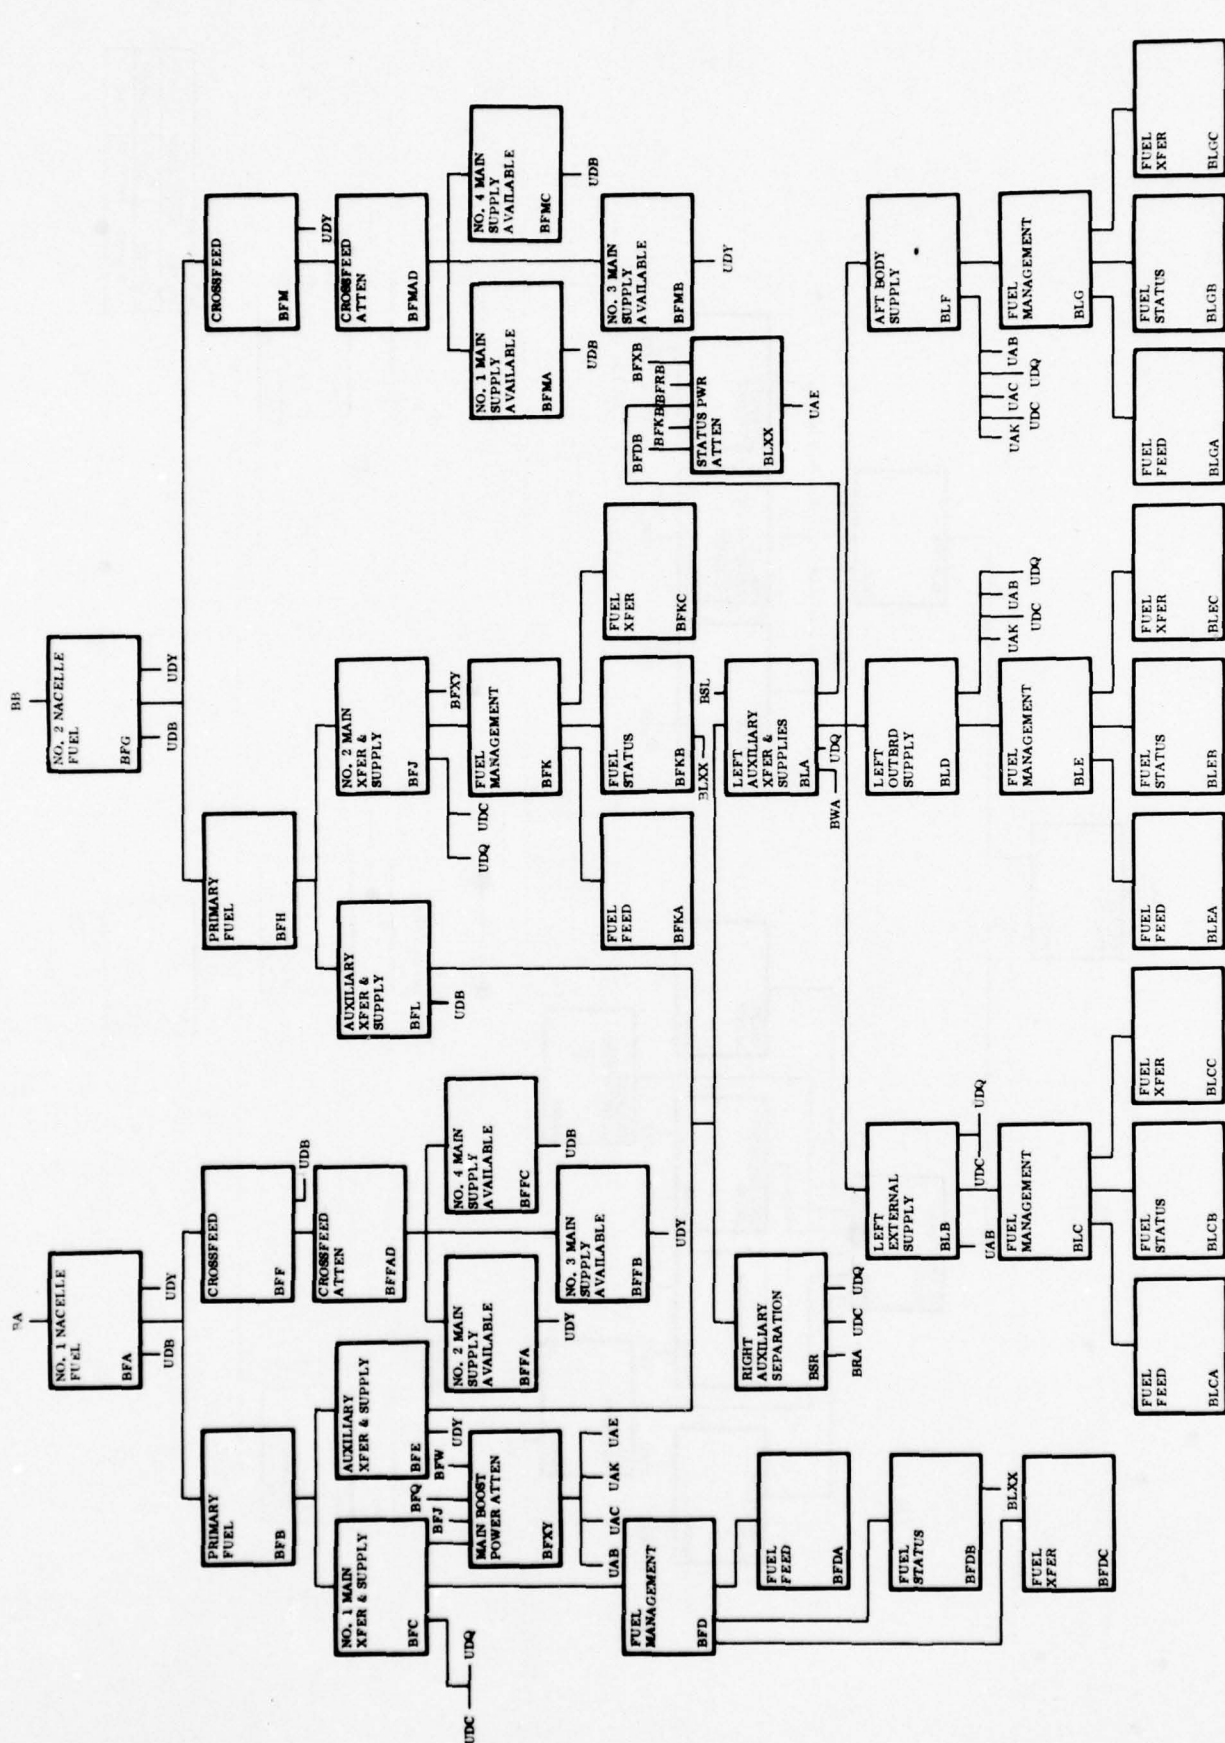 BA
NO. 1 NACELLE
FUEL
BFA
UDB
UDY
PRIMARY
FUEL
BFB
CROSSFEED
BFF
UDB
NO. 1 MAIN
XFER & SUPPLY
BFC
UDC
UDQ
AUXILIARY
XFER & SUPPLY
BFE
UDY
CROSSFEED
ATTEN
BFFAD
BFJ
BFQ
BFW
MAIN BOOST
POWER ATTEN
BFXY
UAB
UAC
UAK
UAE
NO. 2 MAIN
SUPPLY
AVAILABLE
BFFA
UDY
NO. 4 MAIN
SUPPLY
AVAILABLE
BFFC
UDB
NO. 3 MAIN
SUPPLY
AVAILABLE
BFFB
UDY
FUEL
MANAGEMENT
BFD
FUEL
FEED
BFDA
FUEL
STATUS
BFDB
BLXX
FUEL
XFER
BFDC
BB
NO. 2 NACELLE
FUEL
BFG
UDB
UDY
PRIMARY
FUEL
BFH
CROSSFEED
BFM
UDY
AUXILIARY
XFER &
SUPPLY
BFL
UDB
NO. 2 MAIN
XFER &
SUPPLY
BFJ
UDQ
UDC
BFXY
CROSSFEED
ATTEN
BFMAD
FUEL
MANAGEMENT
BFK
NO. 1 MAIN
SUPPLY
AVAILABLE
BFMA
UDB
NO. 4 MAIN
SUPPLY
AVAILABLE
BFMC
UDB
NO. 3 MAIN
SUPPLY
AVAILABLE
BFMB
UDY
FUEL
FEED
BFKA
FUEL
STATUS
BFKB
BLXX
FUEL
XFER
BFKC
BFDB
BFKB
BFRB
BFXB
STATUS PWR
ATTEN
BLXX
UAE
RIGHT
AUXILIARY
SEPARATION
BSR
BRA
UDC
UDQ
BSL
LEFT
AUXILIARY
XFER &
SUPPLIES
BLA
BWA
UDQ
LEFT
EXTERNAL
SUPPLY
BLB
UAB
UDC
UDQ
LEFT
OUTBRD
SUPPLY
BLD
UAK
UDC
UAB
UDQ
AFT BODY
SUPPLY
BLF
UAK
UDC
UAC
UDQ
UAB
FUEL
MANAGEMENT
BLC
FUEL
MANAGEMENT
BLE
FUEL
MANAGEMENT
BLG
FUEL
FEED
BLCA
FUEL
STATUS
BLCB
FUEL
XFER
BLCC
FUEL
FEED
BLEA
FUEL
STATUS
BLEB
FUEL
XFER
BLEC
FUEL
FEED
BLGA
FUEL
STATUS
BLGB
FUEL
XFER
BLGC